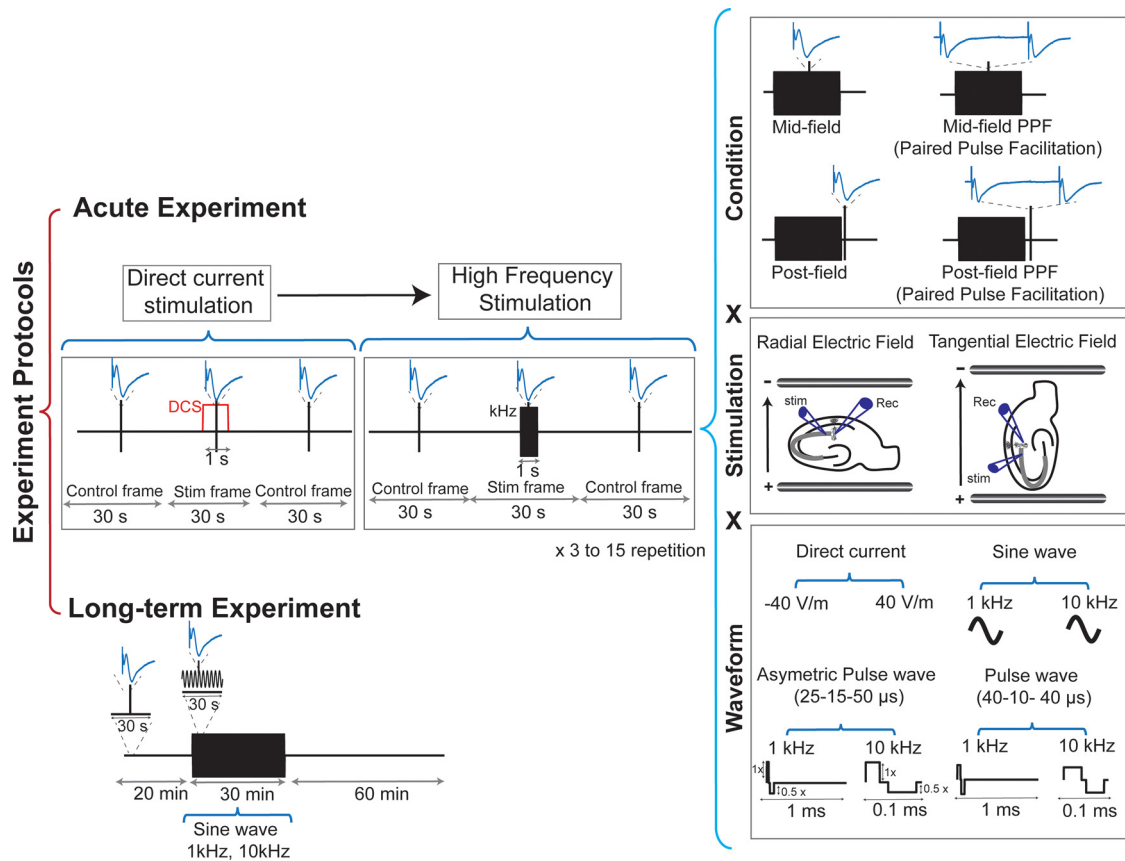 Experiment Protocols
Acute Experiment
Direct current
stimulation
High Frequency
Stimulation
DCS
1 s
Control frame
30 s
Stim frame
30 s
Control frame
30 s
kHz
1 s
Control frame
30 s
Stim frame
30 s
Control frame
30 s
x 3 to 15 repetition
Long-term Experiment
30 s
30 s
20 min
30 min
60 min
Sine wave
1kHz, 10kHz
Condition
Mid-field
Mid-field PPF
(Paired Pulse Facilitation)
Post-field
Post-field PPF
(Paired Pulse Facilitation)
X
Stimulation
Radial Electric Field
-
+
stim
Rec
Tangential Electric Field
-
+
Rec
stim
X
Waveform
Direct current
-40 V/m
40 V/m
Sine wave
1 kHz
10 kHz
Asymetric Pulse wave
(25-15-50 µs)
1 kHz
1x
0.5 x
1 ms
10 kHz
1x
0.5 x
0.1 ms
Pulse wave
(40-10- 40 µs)
1 kHz
1 ms
10 kHz
0.1 ms